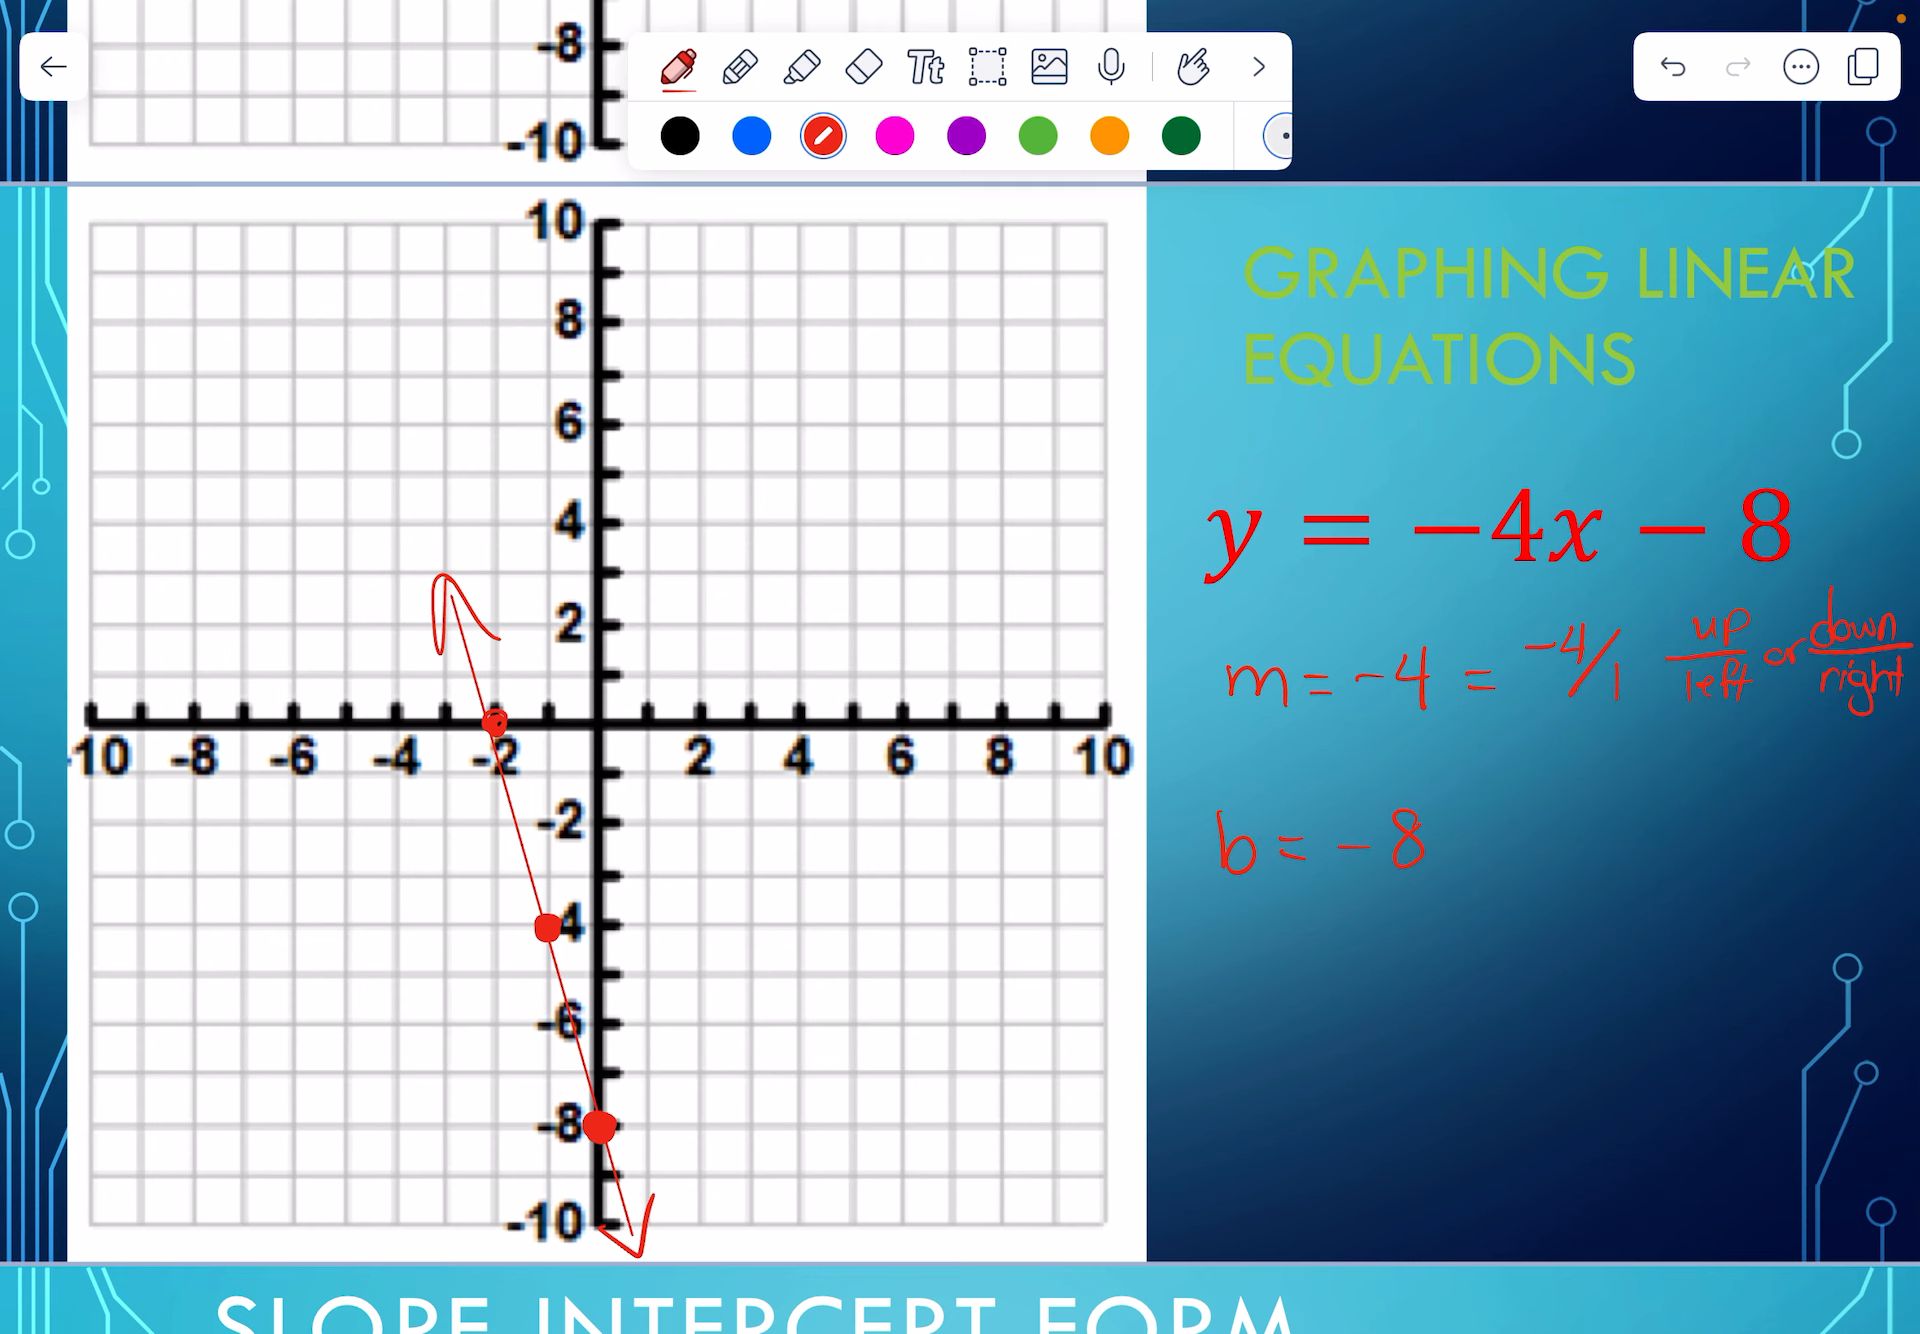 -8
-10
Tt
10
8
6
4
2
-10 -8 -6 -4 -2 2 4 6 8 10
-2
-4
-6
-8
-10
GRAPHING LINEAR
EQUATIONS
y = −4x − 8
m = -4 = -4/1 up/left or down/right
b = -8
SLOPE INTERCEPT FORM